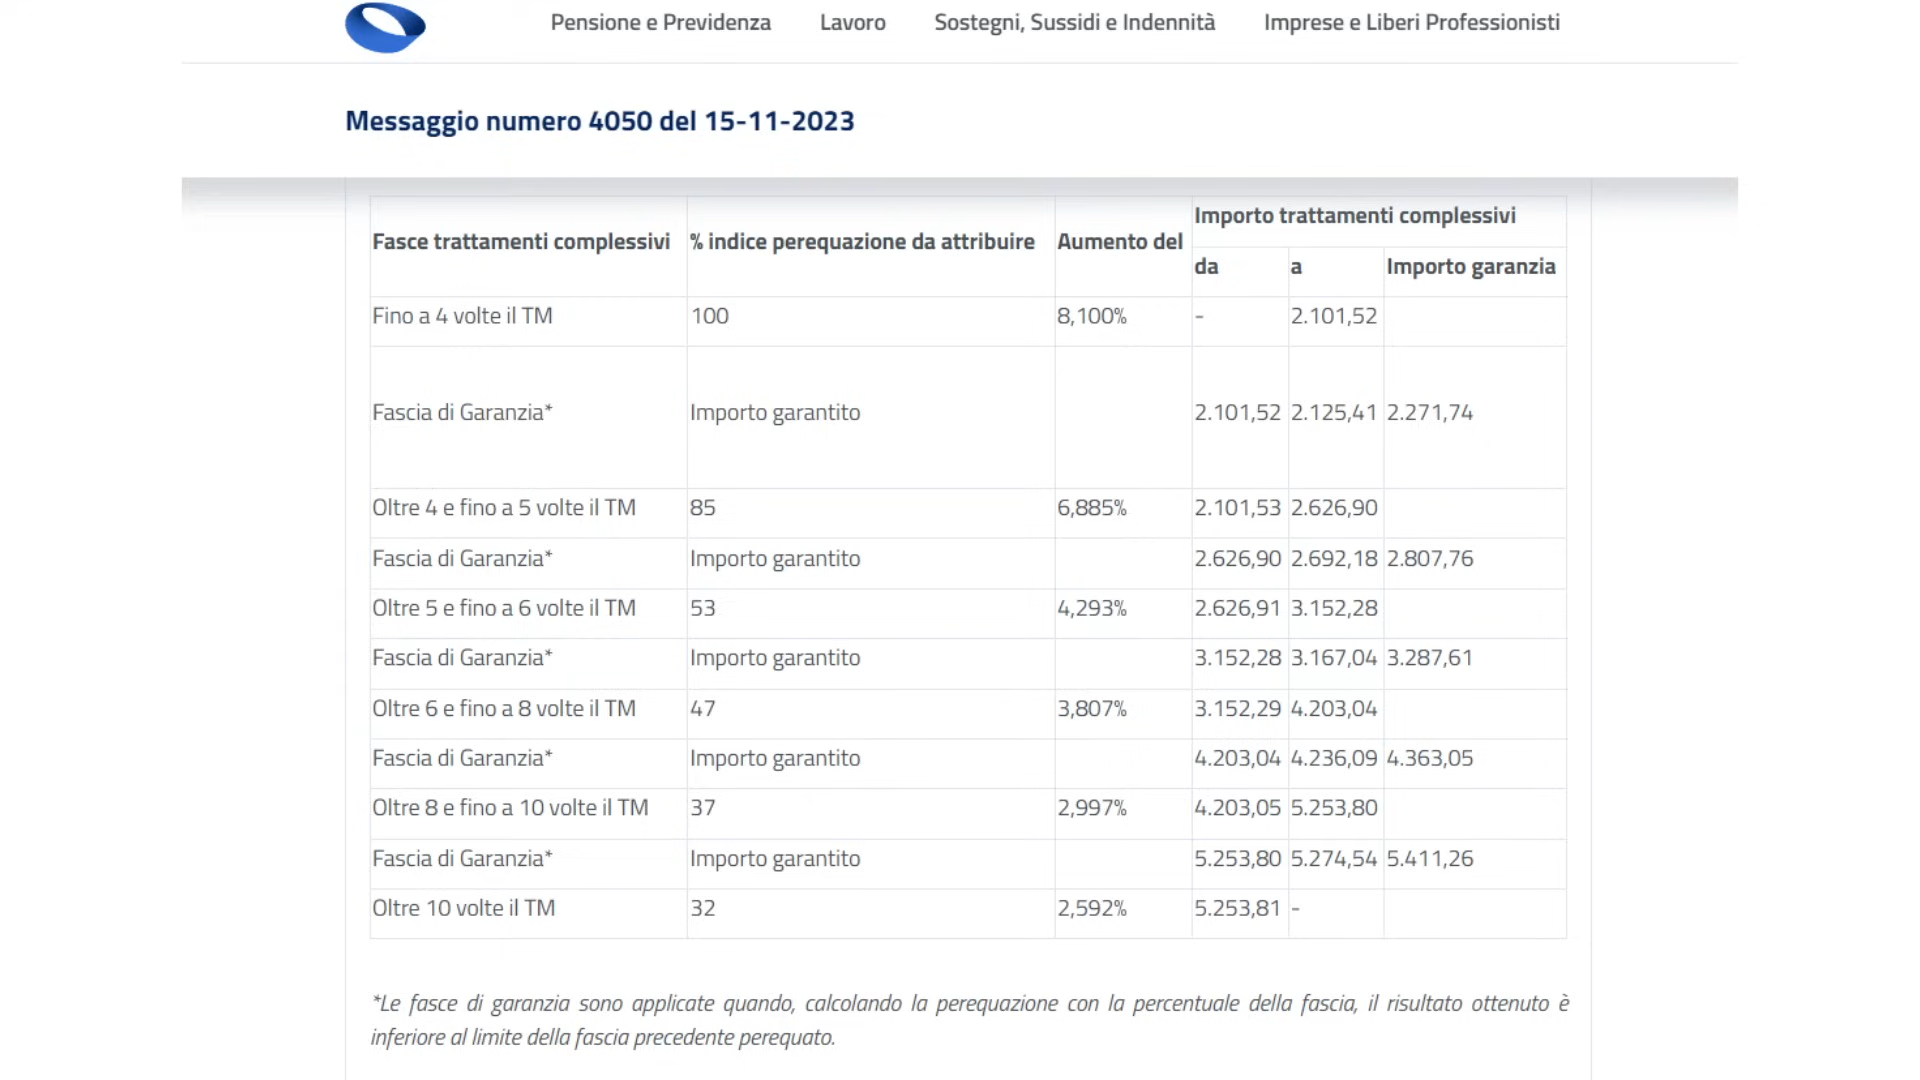 Pensione e Previdenza Lavoro Sostegni, Sussidi e Indennità Imprese e Liberi Professionisti
Messaggio numero 4050 del 15-11-2023
Fasce trattamenti complessivi % indice perequazione da attribuire Aumento del Importo trattamenti complessivi
da a Importo garanzia
Fino a 4 volte il TM 100 8,100% - 2.101,52
Fascia di Garanzia* Importo garantito 2.101,52 2.125,41 2.271,74
Oltre 4 e fino a 5 volte il TM 85 6,885% 2.101,53 2.626,90
Fascia di Garanzia* Importo garantito 2.626,90 2.692,18 2.807,76
Oltre 5 e fino a 6 volte il TM 53 4,293% 2.626,91 3.152,28
Fascia di Garanzia* Importo garantito 3.152,28 3.167,04 3.287,61
Oltre 6 e fino a 8 volte il TM 47 3,807% 3.152,29 4.203,04
Fascia di Garanzia* Importo garantito 4.203,04 4.236,09 4.363,05
Oltre 8 e fino a 10 volte il TM 37 2,997% 4.203,05 5.253,80
Fascia di Garanzia* Importo garantito 5.253,80 5.274,54 5.411,26
Oltre 10 volte il TM 32 2,592% 5.253,81 -
*Le fasce di garanzia sono applicate quando, calcolando la perequazione con la percentuale della fascia, il risultato ottenuto è
inferiore al limite della fascia precedente perequato.